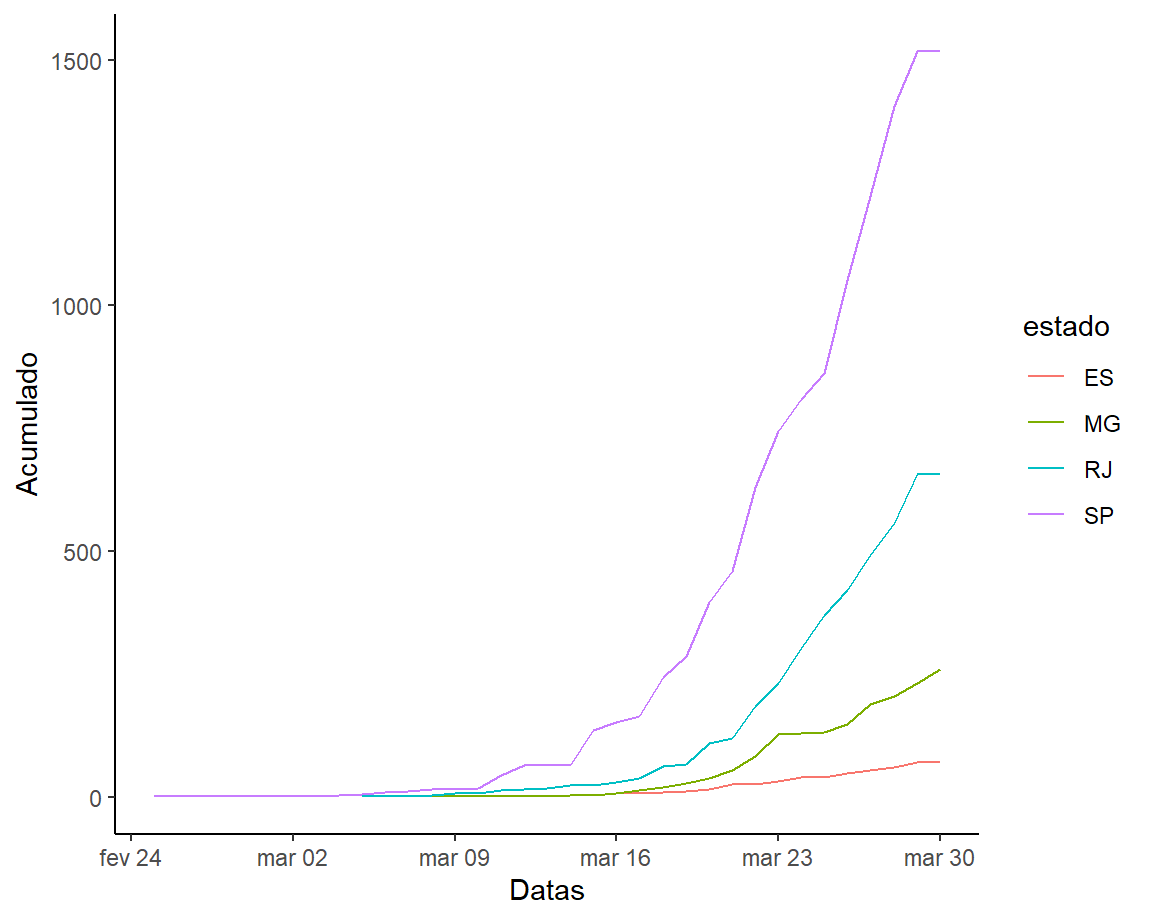 1500
1000
500
0
Acumulado
fev 24
mar 02
mar 09
mar 16
mar 23
mar 30
Datas
estado
ES
MG
RJ
SP